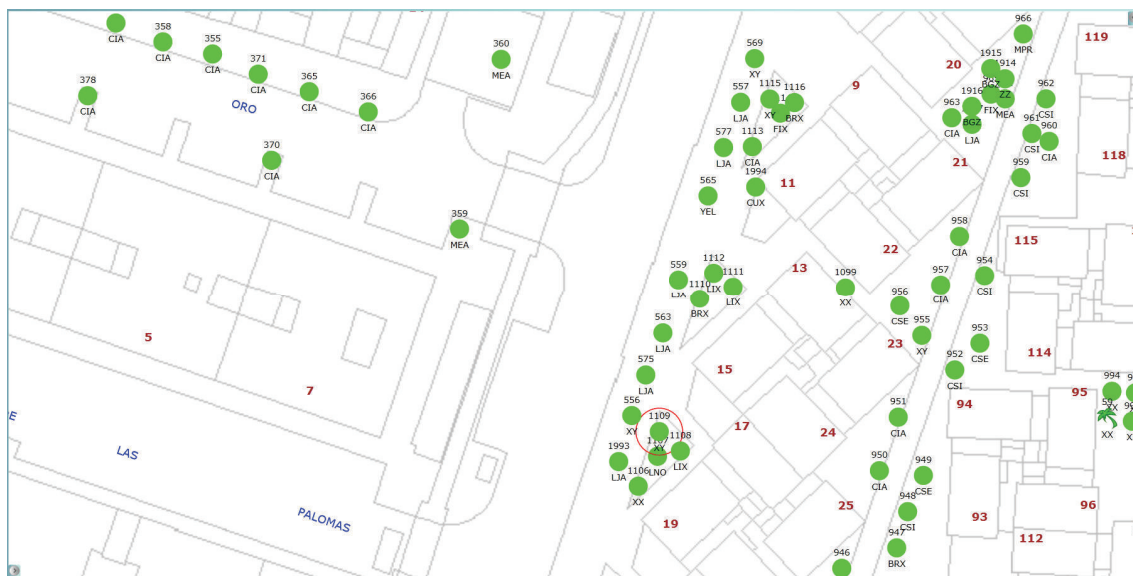 CIA
358
CIA
355
CIA
371
CIA
365
CIA
366
CIA
378
CIA
ORO
370
CIA
360
MEA
359
MEA
5
7
LAS
PALOMAS
E
569
XY
557
LJA
1115
XY
1116
BRX
FIX
577
LJA
1113
CIA
565
YEL
1994
CUX
9
11
1112
LIX
1111
LIX
559
1110
BRX
563
LJA
575
LJA
556
XY
1109
XY
1108
LIX
LNO
1993
LJA
1106
XX
13
15
17
19
1099
XX
20
21
22
23
24
25
966
MPR
1915
BGZ
1914
ZZ
FIX
MEA
1916
BGZ
LJA
963
CIA
962
CSI
961
CSI
960
CIA
959
CSI
958
CIA
957
CIA
956
CSE
955
XY
954
CSI
953
CSE
952
CSI
951
CIA
950
CIA
949
CSE
948
CSI
947
BRX
946
119
118
115
114
94
95
93
96
112
994
XX
59
XX